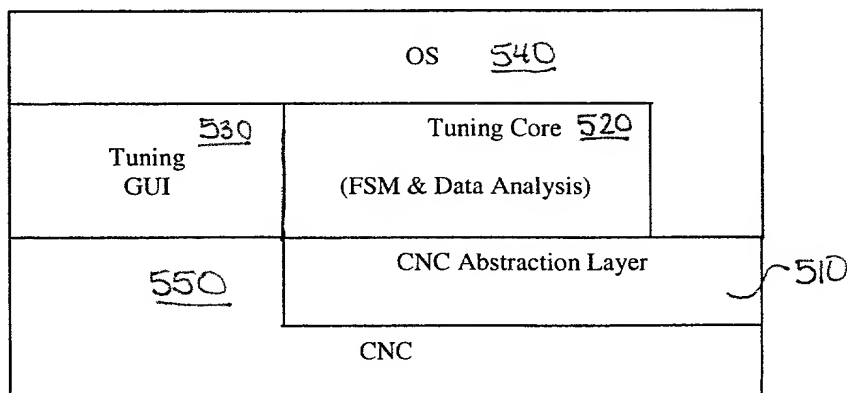 OS 540
530
Tuning
GUI
Tuning Core 520
(FSM & Data Analysis)
CNC Abstraction Layer
510
550
CNC